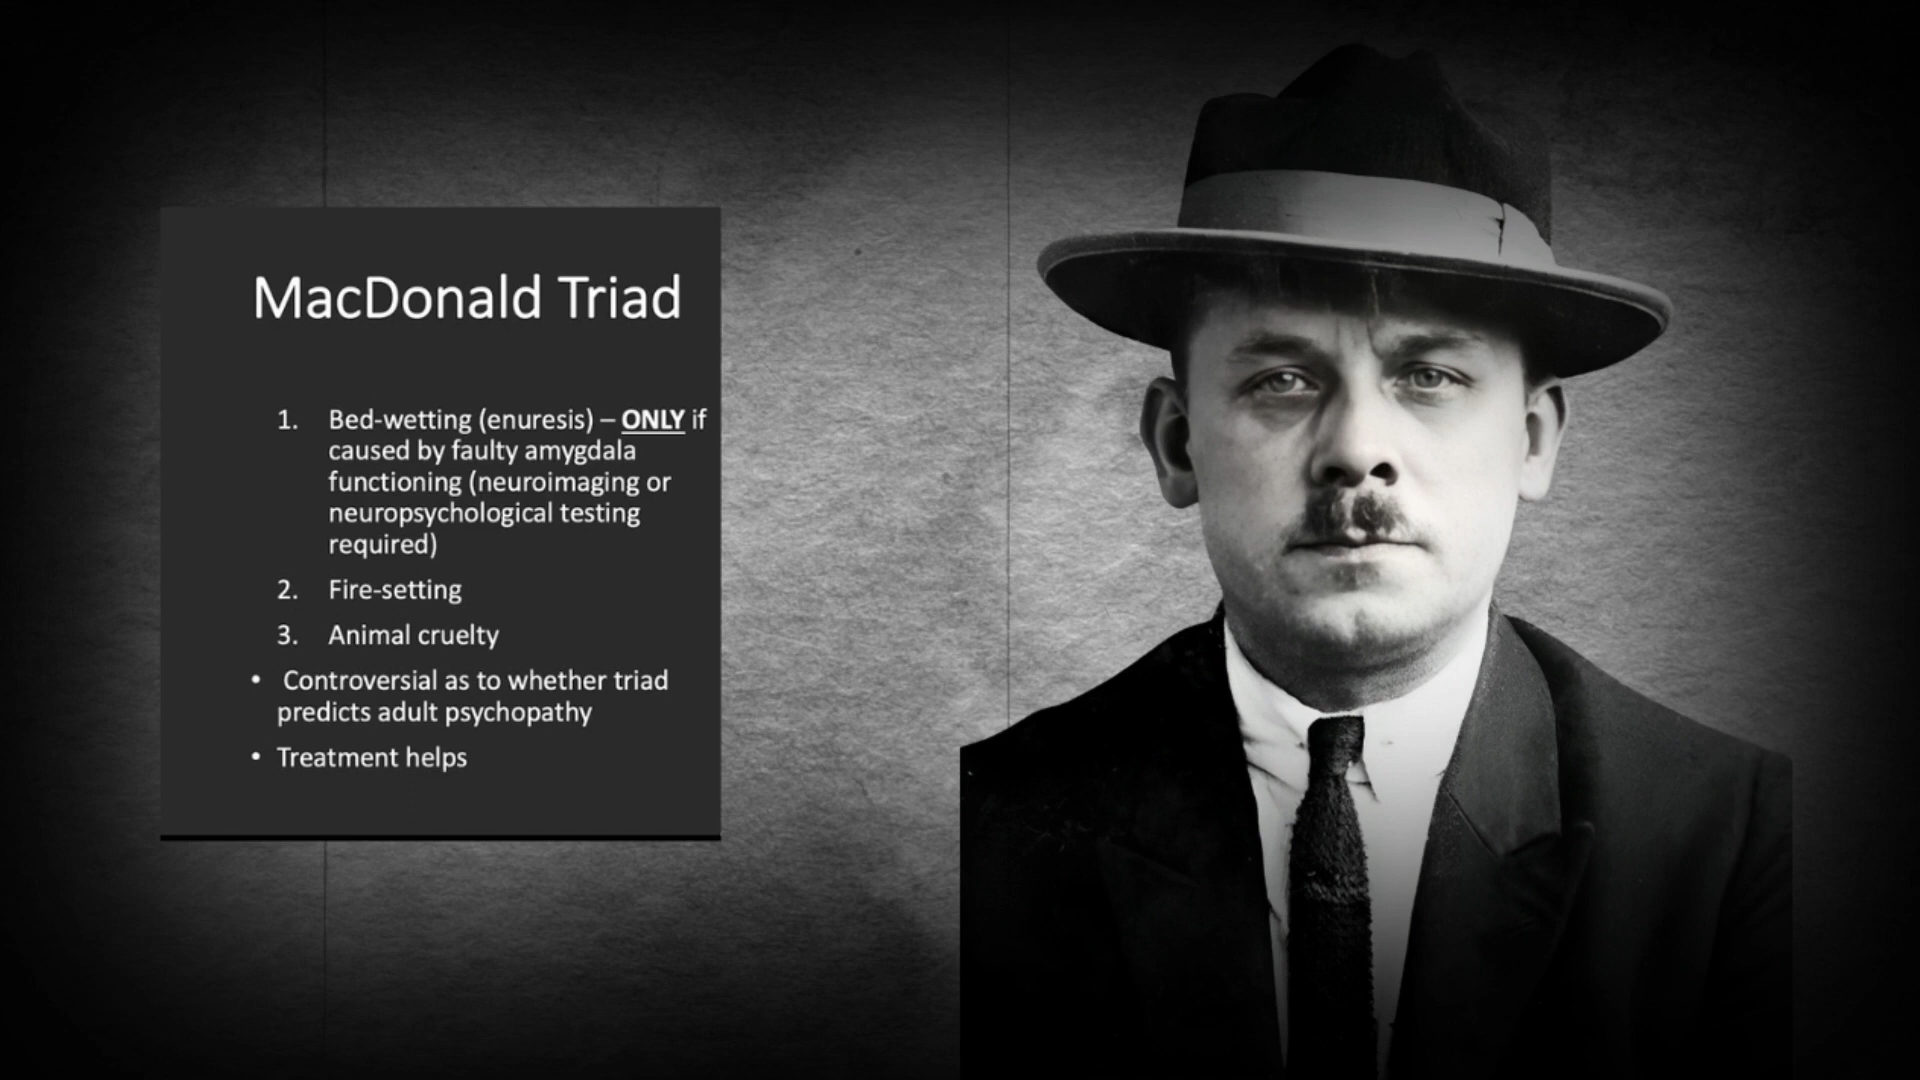 MacDonald Triad
1. Bed-wetting (enuresis) – ONLY if
caused by faulty amygdala
functioning (neuroimaging or
neuropsychological testing
required)
2. Fire-setting
3. Animal cruelty
• Controversial as to whether triad
predicts adult psychopathy
• Treatment helps